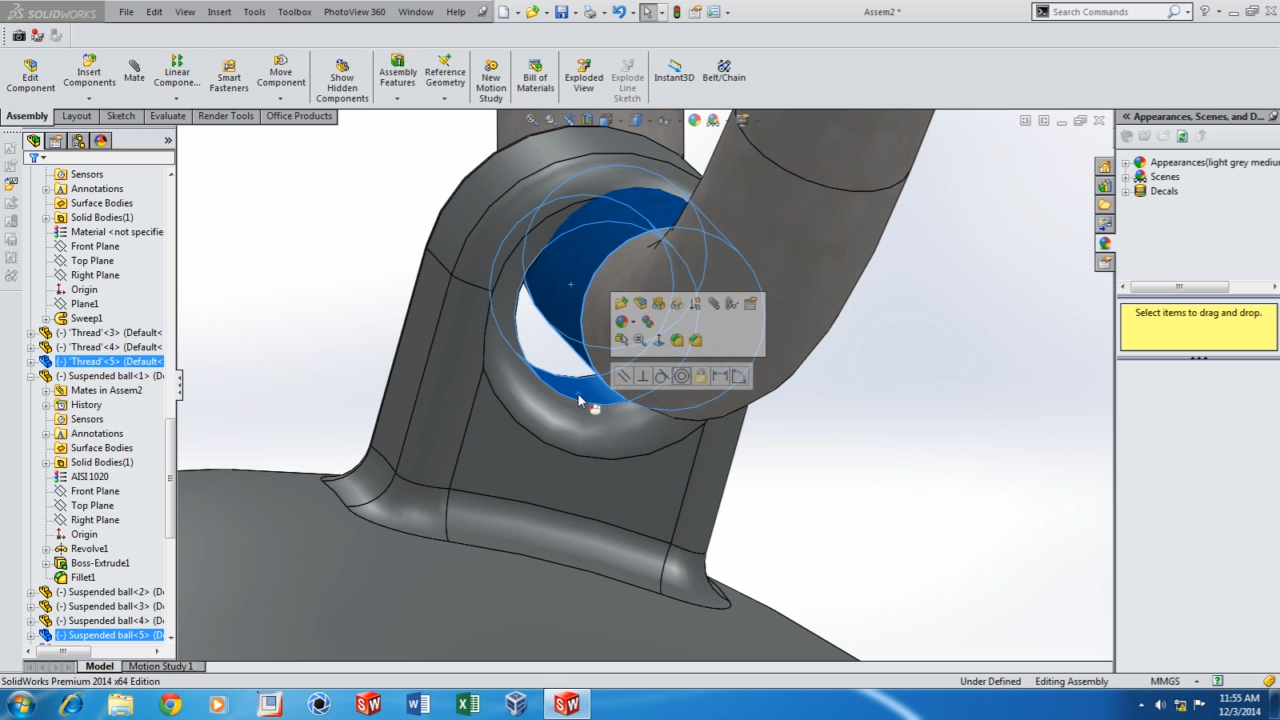 SOLIDWORKS File Edit View Insert Tools Toolbox PhotoView 360 Window Help Assem2 * Search Commands
Edit Component
Insert Components
Mate
Linear Compone...
Smart Fasteners
Move Component
Show Hidden Components
Assembly Features
Reference Geometry
New Motion Study
Bill of Materials
Exploded View
Explode Line Sketch
Instant3D
Belt/Chain
Assembly Layout Sketch Evaluate Render Tools Office Products
Appearances, Scenes, and D...
Sensors
Annotations
Surface Bodies
Solid Bodies(1)
Material <not specifie
Front Plane
Top Plane
Right Plane
Origin
Plane1
Sweep1
(-) 'Thread'<3> (Default<
(-) 'Thread'<4> (Default<
(-) 'Thread'<5> (Default<
(-) Suspended ball<1> (D
Mates in Assem2
History
Sensors
Annotations
Surface Bodies
Solid Bodies(1)
AISI 1020
Front Plane
Top Plane
Right Plane
Origin
Revolve1
Boss-Extrude1
Fillet1
(-) Suspended ball<2> (D
(-) Suspended ball<3> (D
(-) Suspended ball<4> (D
(-) Suspended ball<5> (D
Appearances(light grey mediu
Scenes
Decals
Select items to drag and drop.
Model Motion Study 1
SolidWorks Premium 2014 x64 Edition Under Defined Editing Assembly MMGS
11:55 AM
12/3/2014